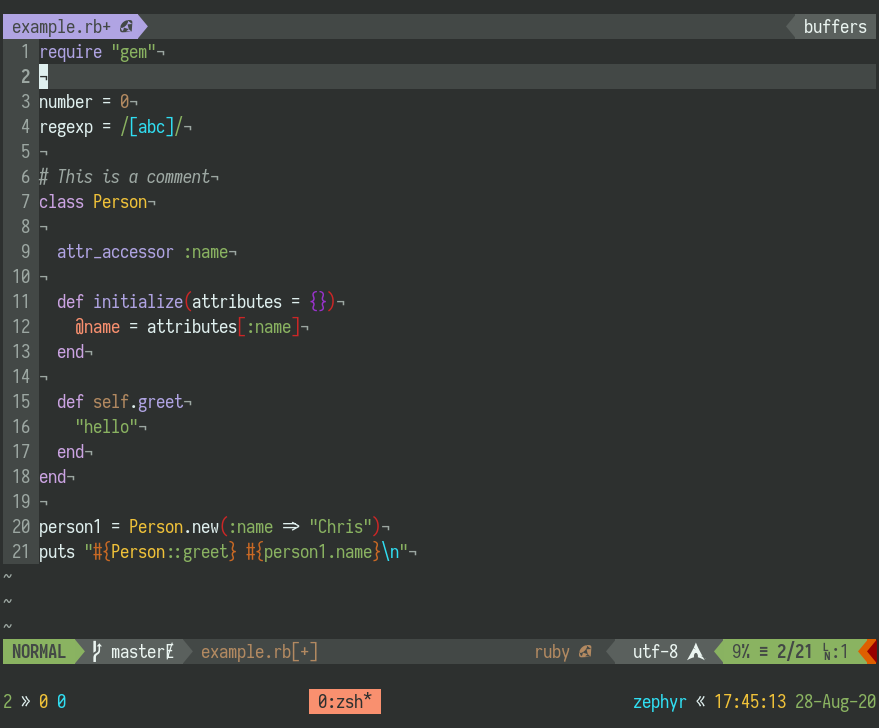 example.rb+ buffers
1 require "gem"¬
2 ¬
3 number = 0¬
4 regexp = /[abc]/¬
5 ¬
6 # This is a comment¬
7 class Person¬
8 ¬
9   attr_accessor :name¬
10 ¬
11   def initialize(attributes = {})¬
12     @name = attributes[:name]¬
13   end¬
14 ¬
15   def self.greet¬
16     "hello"¬
17   end¬
18 end¬
19 ¬
20 person1 = Person.new(:name => "Chris")¬
21 puts "#{Person::greet} #{person1.name}\n"¬
~
~
~
NORMAL master example.rb[+] ruby utf-8 9% ≡ 2/21 :1
2 » 0 0 0:zsh* zephyr « 17:45:13 28-Aug-20